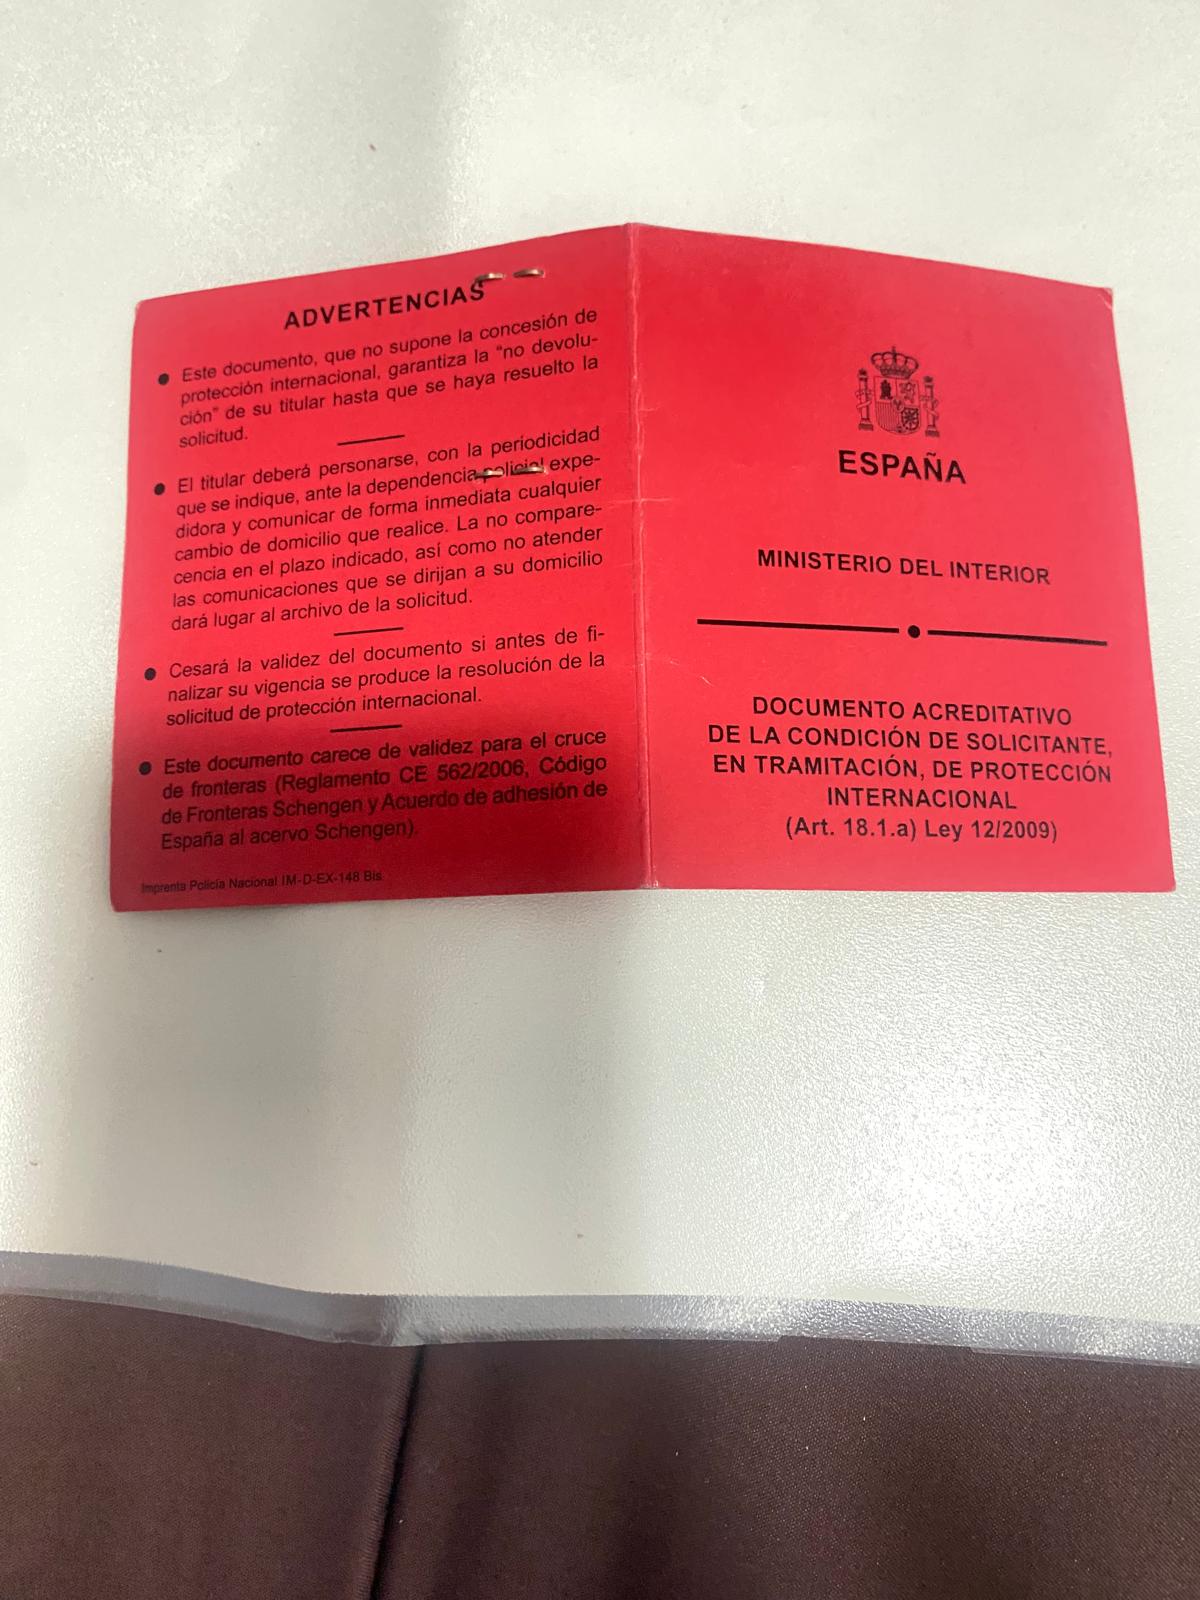 ADVERTENCIAS
● Este documento, que no supone la concesión de
protección internacional, garantiza la "no devolu-
ción" de su titular hasta que se haya resuelto la
solicitud.
● El titular deberá personarse, con la periodicidad
que se indique, ante la dependencia policial expe-
didora y comunicar de forma inmediata cualquier
cambio de domicilio que realice. La no compare-
cencia en el plazo indicado, así como no atender
las comunicaciones que se dirijan a su domicilio
dará lugar al archivo de la solicitud.
● Cesará la validez del documento si antes de fi-
nalizar su vigencia se produce la resolución de la
solicitud de protección internacional.
● Este documento carece de validez para el cruce
de fronteras (Reglamento CE 562/2006, Código
de Fronteras Schengen y Acuerdo de adhesión de
España al acervo Schengen).
Imprenta Policía Nacional IM-D-EX-148 Bis
ESPAÑA
MINISTERIO DEL INTERIOR
DOCUMENTO ACREDITATIVO
DE LA CONDICIÓN DE SOLICITANTE,
EN TRAMITACIÓN, DE PROTECCIÓN
INTERNACIONAL
(Art. 18.1.a) Ley 12/2009)